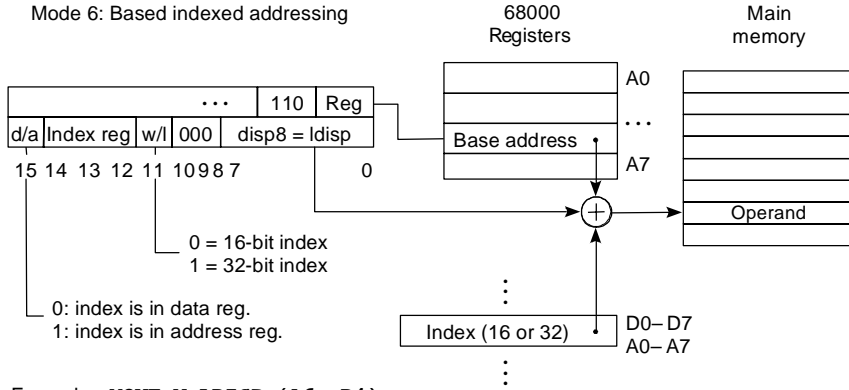 Mode 6: Based indexed addressing
68000
Registers
Main
memory
··· 110 Reg
A0
d/a Index reg w/l 000 disp8 = Idisp
Base address
···
15 14 13 12 11 10 9 8 7 0
A7
Operand
0 = 16-bit index
1 = 32-bit index
0: index is in data reg.
1: index is in address reg.
Index (16 or 32)
D0–D7
A0–A7